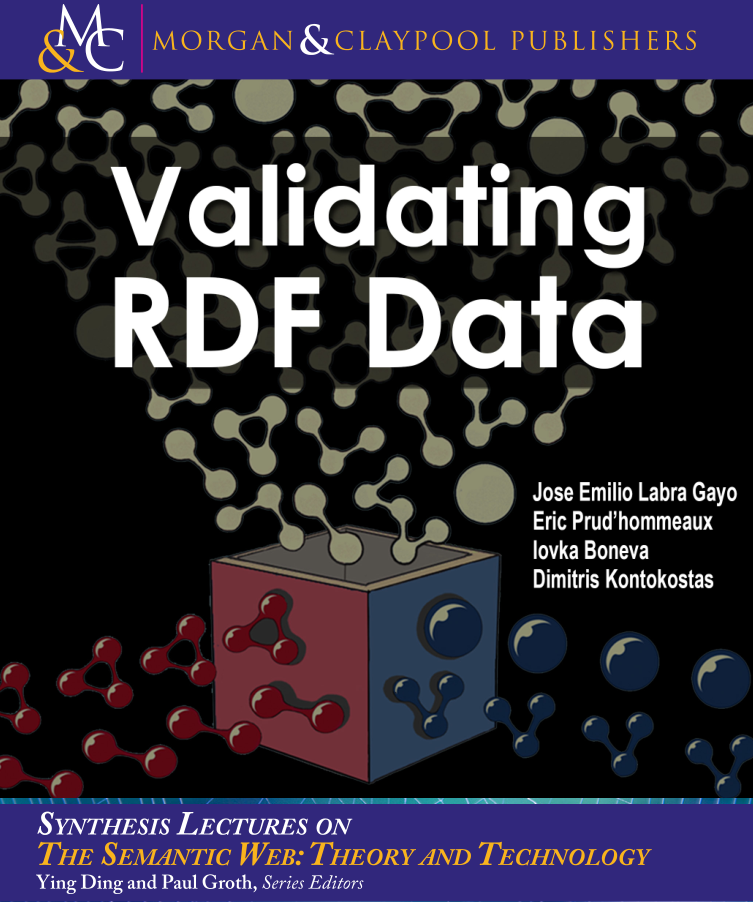 M&C
MORGAN & CLAYPOOL PUBLISHERS
Validating
RDF Data
Jose Emilio Labra Gayo
Eric Prud’hommeaux
Iovka Boneva
Dimitris Kontokostas
SYNTHESIS LECTURES ON
THE SEMANTIC WEB: THEORY AND TECHNOLOGY
Ying Ding and Paul Groth, Series Editors